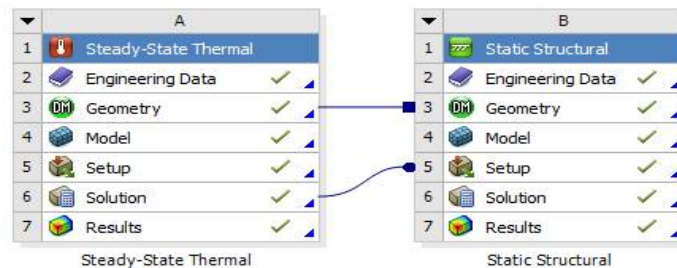 A
1 Steady-State Thermal
2 Engineering Data
3 DM Geometry
4 Model
5 Setup
6 Solution
7 Results
Steady-State Thermal
B
1 Static Structural
2 Engineering Data
3 DM Geometry
4 Model
5 Setup
6 Solution
7 Results
Static Structural